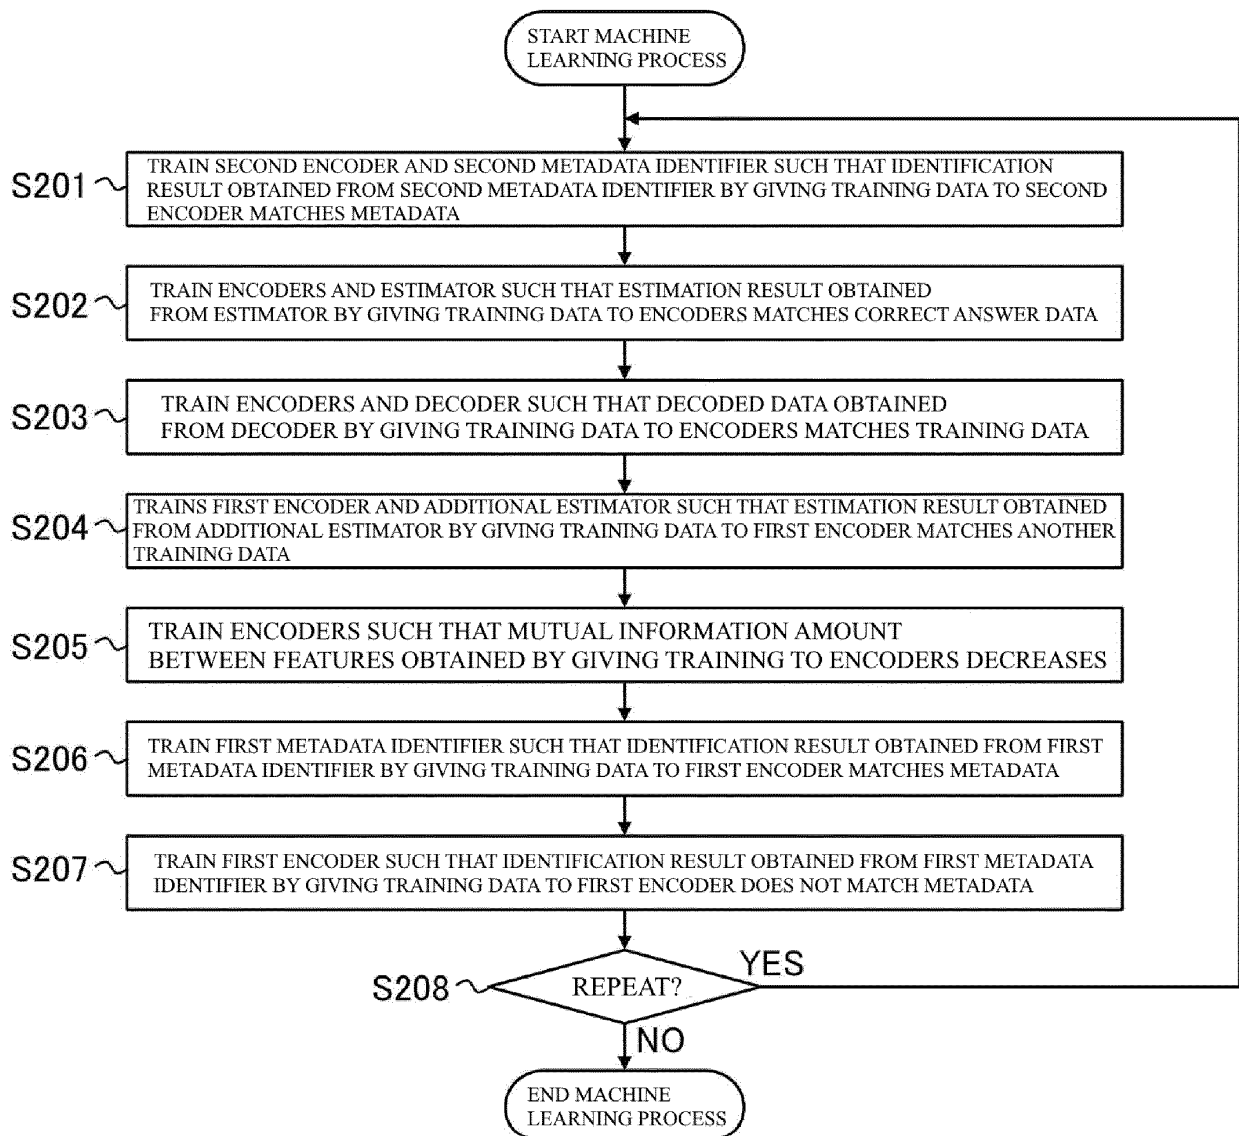 START MACHINE
LEARNING PROCESS
S201
TRAIN SECOND ENCODER AND SECOND METADATA IDENTIFIER SUCH THAT IDENTIFICATION
RESULT OBTAINED FROM SECOND METADATA IDENTIFIER BY GIVING TRAINING DATA TO SECOND
ENCODER MATCHES METADATA
S202
TRAIN ENCODERS AND ESTIMATOR SUCH THAT ESTIMATION RESULT OBTAINED
FROM ESTIMATOR BY GIVING TRAINING DATA TO ENCODERS MATCHES CORRECT ANSWER DATA
S203
TRAIN ENCODERS AND DECODER SUCH THAT DECODED DATA OBTAINED
FROM DECODER BY GIVING TRAINING DATA TO ENCODERS MATCHES TRAINING DATA
S204
TRAINS FIRST ENCODER AND ADDITIONAL ESTIMATOR SUCH THAT ESTIMATION RESULT OBTAINED
FROM ADDITIONAL ESTIMATOR BY GIVING TRAINING DATA TO FIRST ENCODER MATCHES ANOTHER
TRAINING DATA
S205
TRAIN ENCODERS SUCH THAT MUTUAL INFORMATION AMOUNT
BETWEEN FEATURES OBTAINED BY GIVING TRAINING TO ENCODERS DECREASES
S206
TRAIN FIRST METADATA IDENTIFIER SUCH THAT IDENTIFICATION RESULT OBTAINED FROM FIRST
METADATA IDENTIFIER BY GIVING TRAINING DATA TO FIRST ENCODER MATCHES METADATA
S207
TRAIN FIRST ENCODER SUCH THAT IDENTIFICATION RESULT OBTAINED FROM FIRST METADATA
IDENTIFIER BY GIVING TRAINING DATA TO FIRST ENCODER DOES NOT MATCH METADATA
S208
REPEAT?
YES
NO
END MACHINE
LEARNING PROCESS